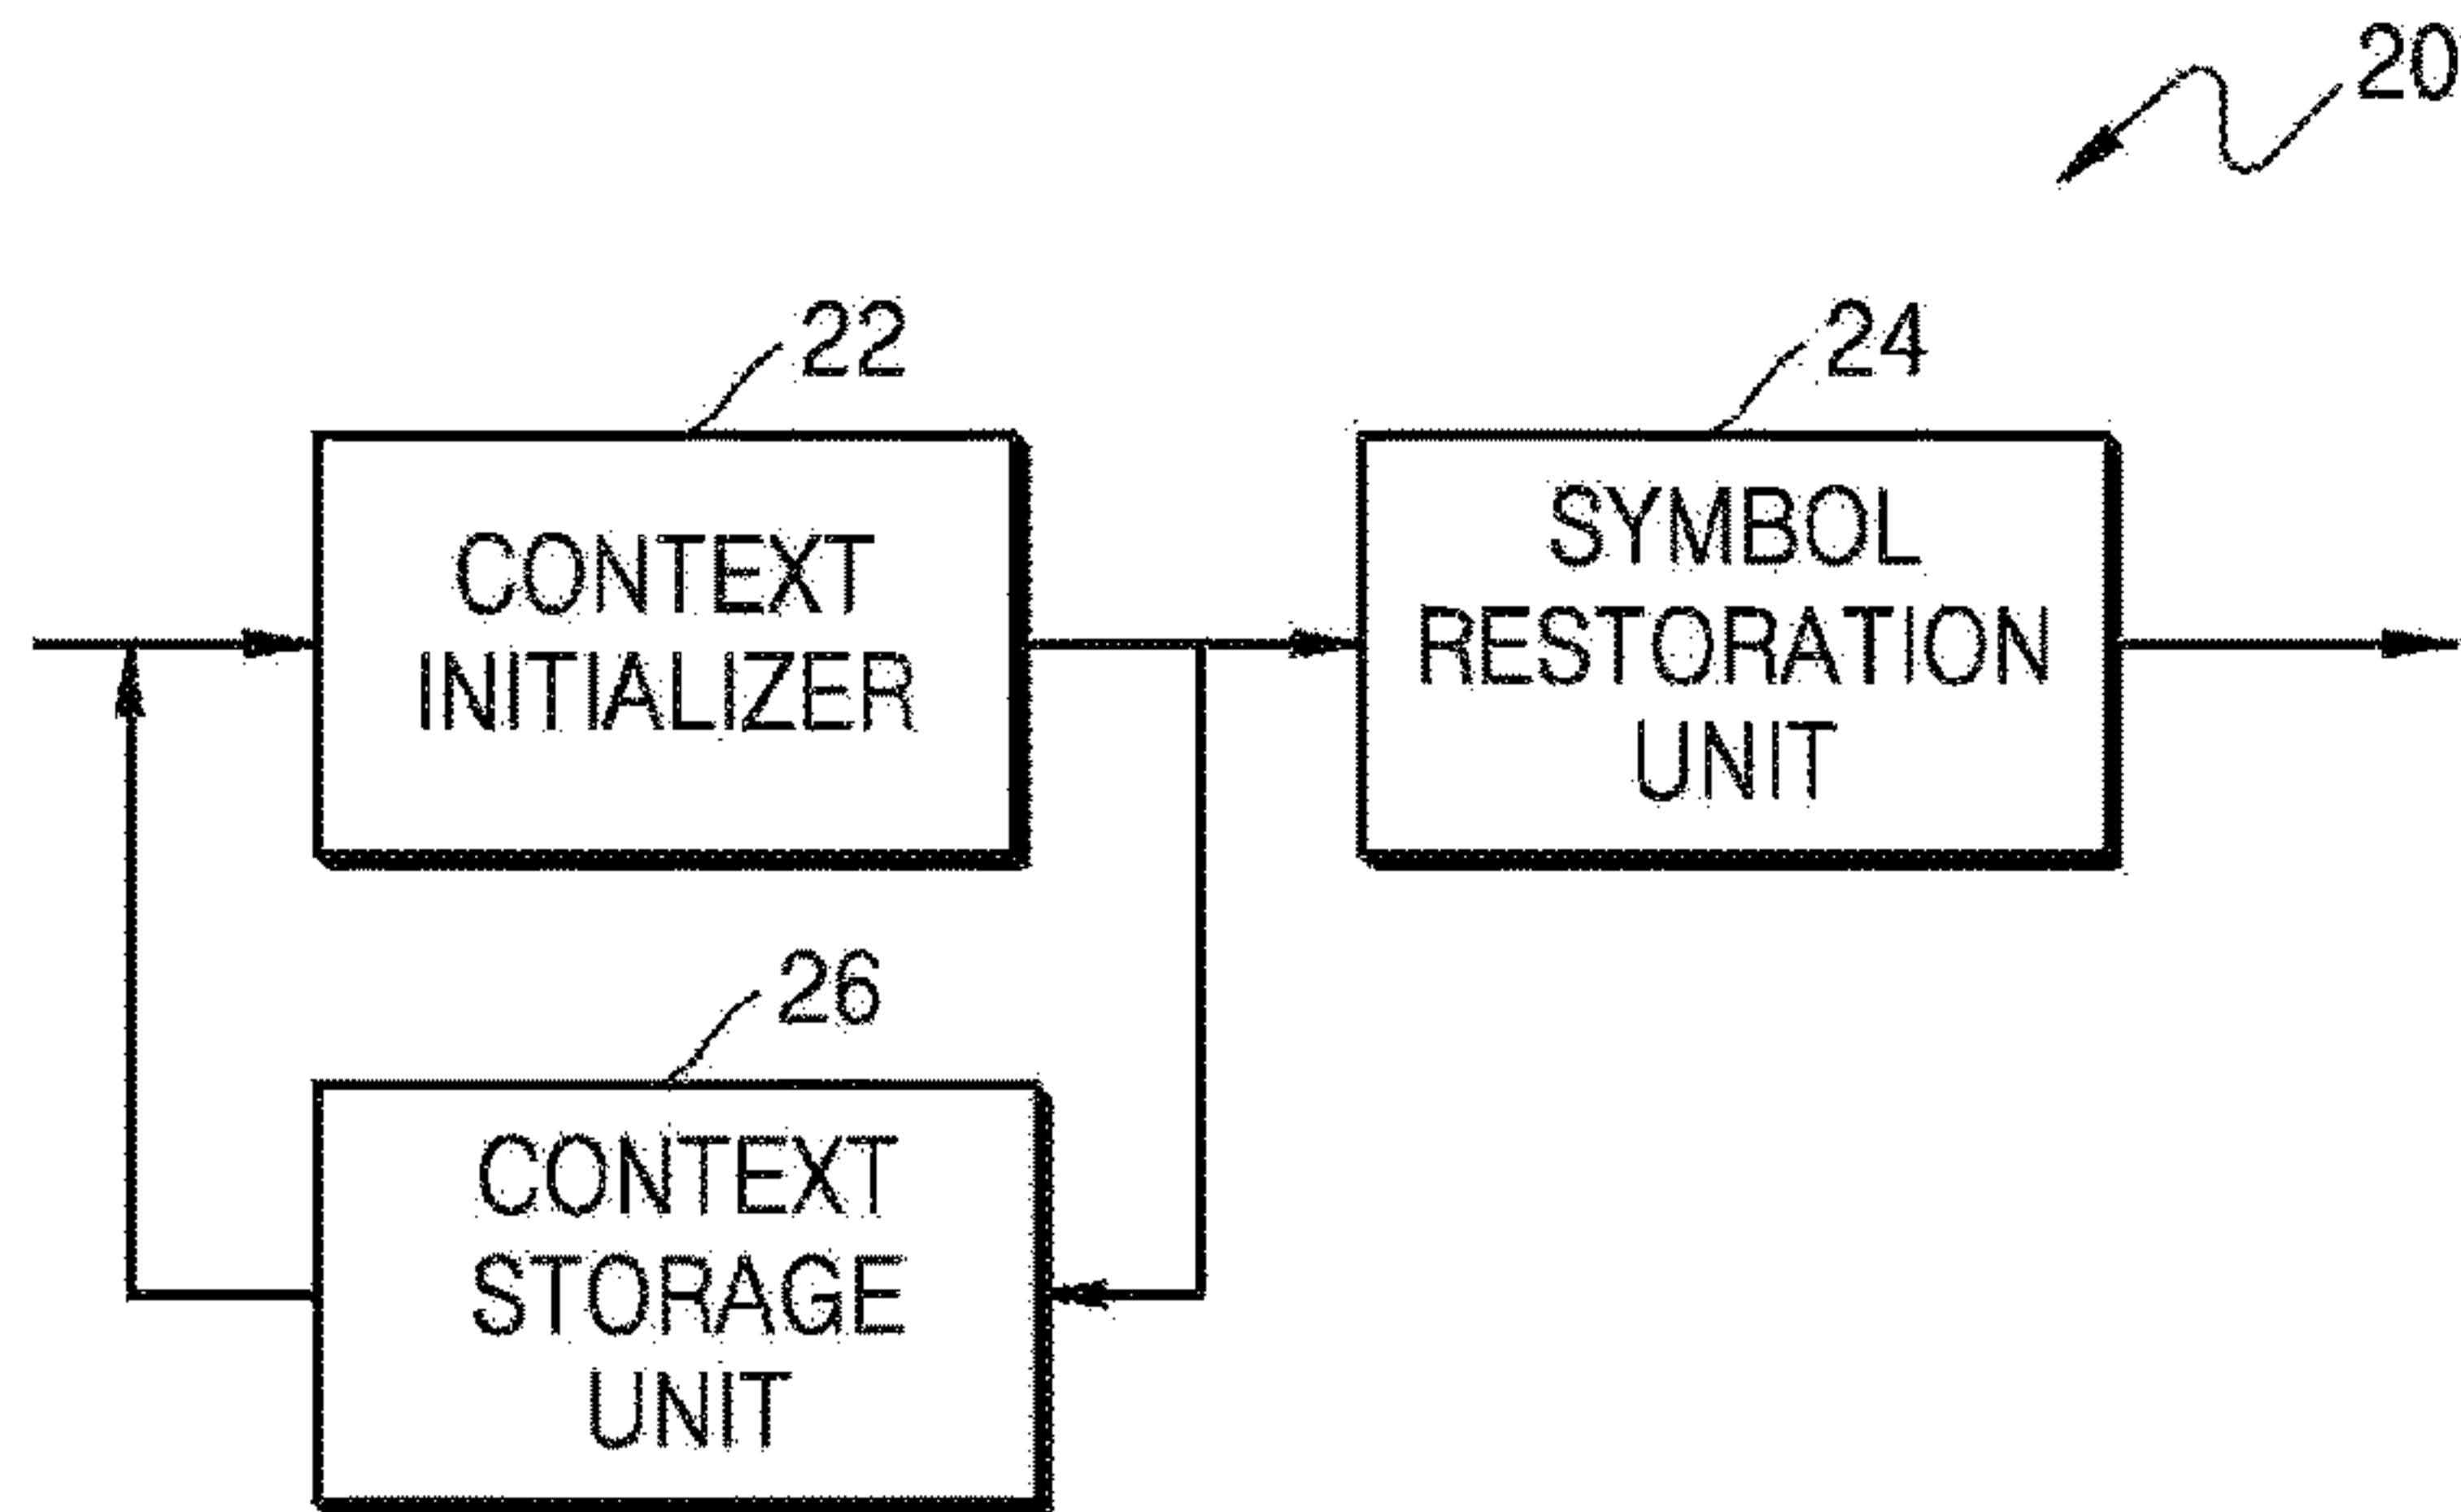 20
22
24
CONTEXT
INITIALIZER
SYMBOL
RESTORATION
UNIT
26
CONTEXT
STORAGE
UNIT